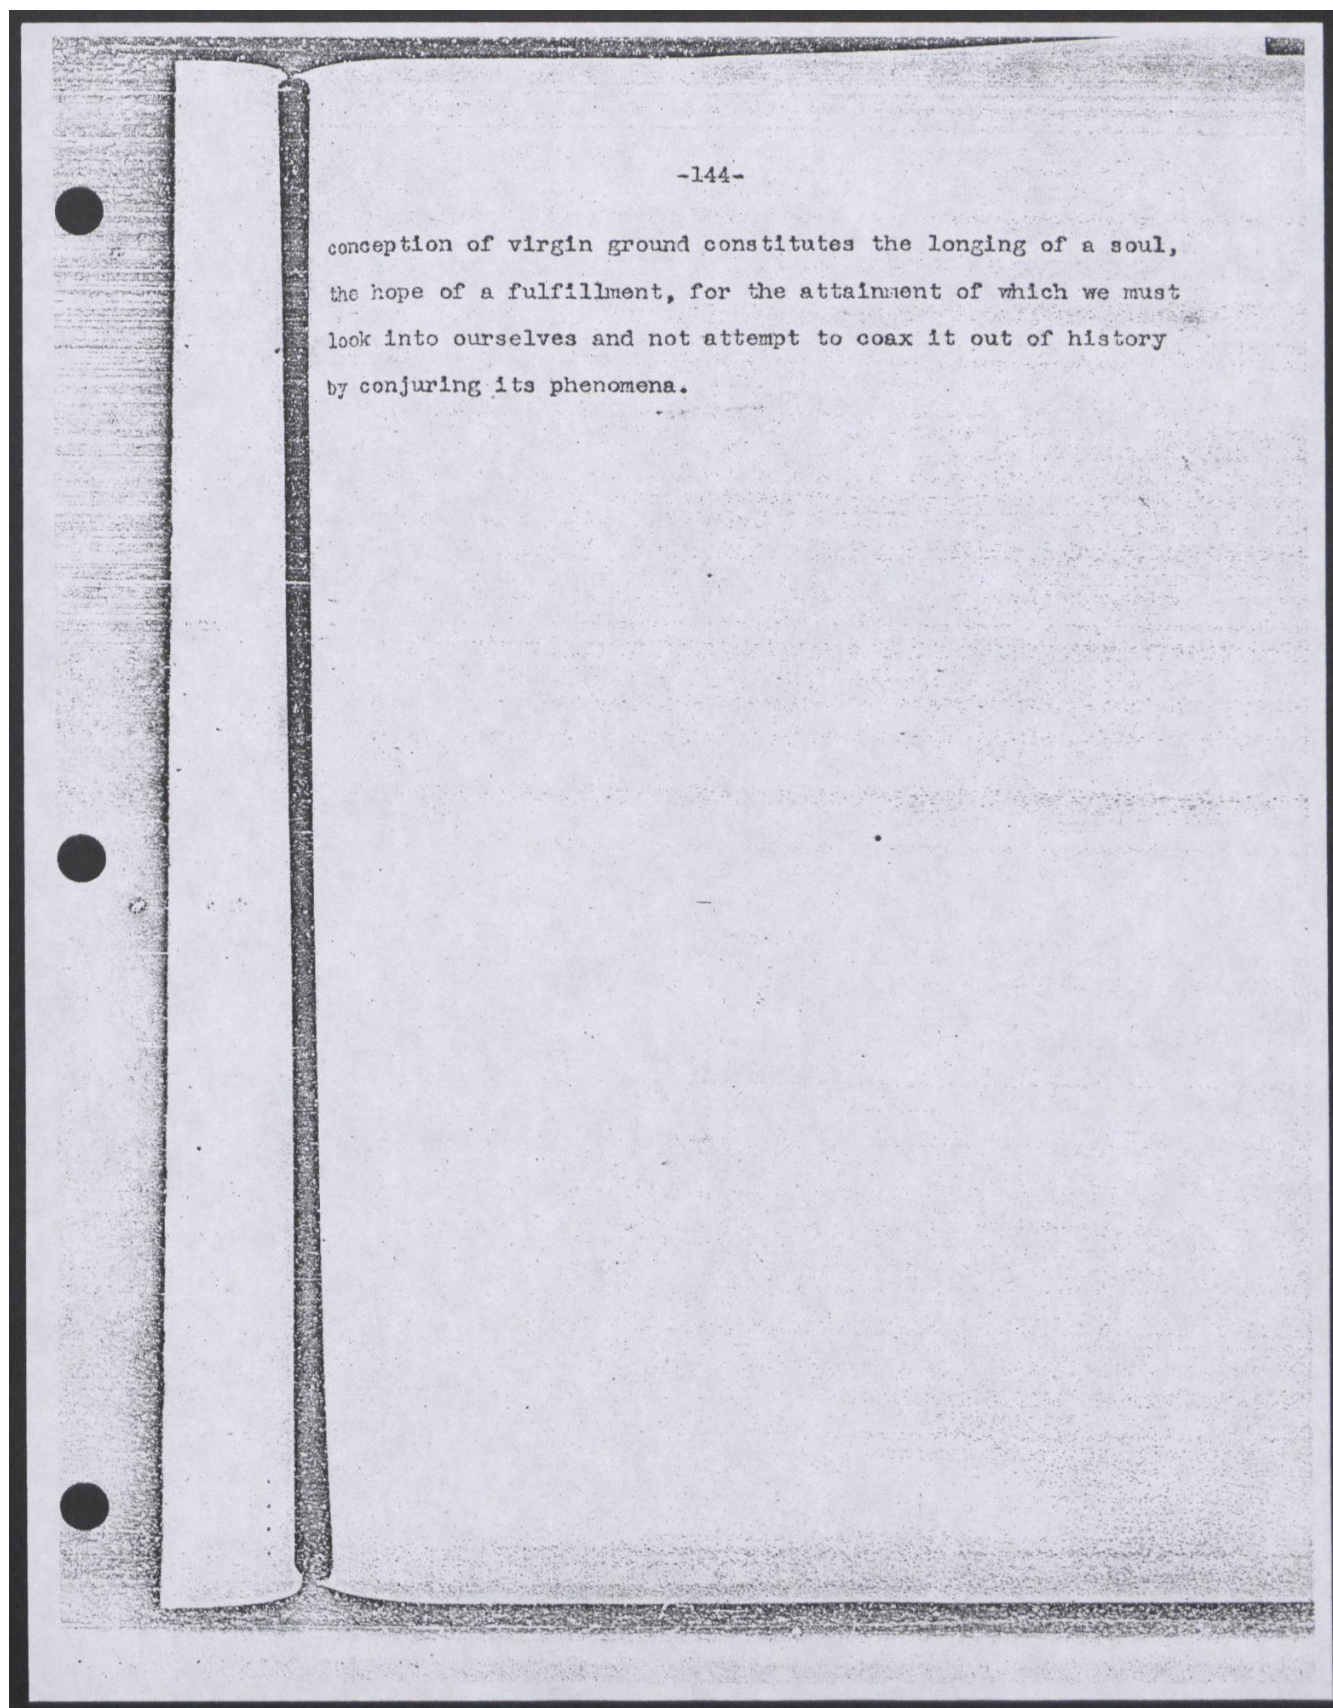 -144-
conception of virgin ground constitutes the longing of a soul,
the hope of a fulfillment, for the attainment of which we must
look into ourselves and not attempt to coax it out of history
by conjuring its phenomena.